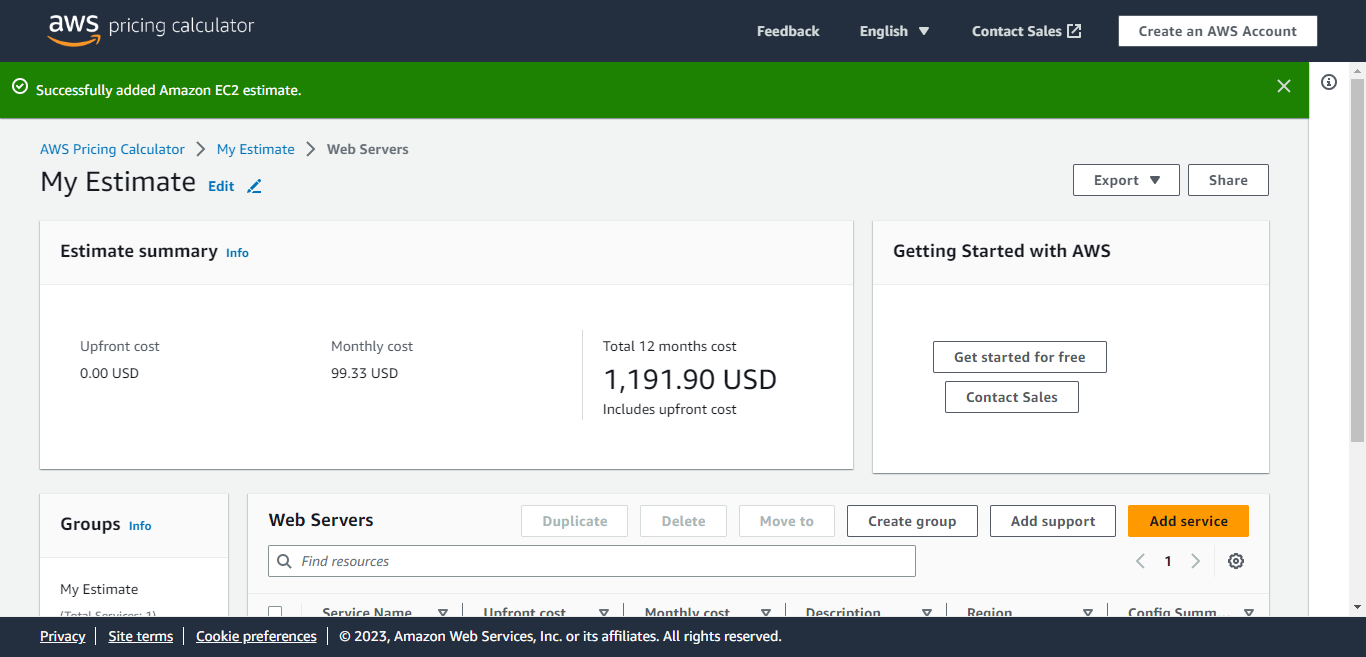 aws pricing calculator
Feedback
English
Contact Sales
Create an AWS Account
Successfully added Amazon EC2 estimate.
AWS Pricing Calculator
My Estimate
Web Servers
My Estimate
Edit
Export
Share
Estimate summary
Info
Getting Started with AWS
Upfront cost
0.00 USD
Monthly cost
99.33 USD
Total 12 months cost
1,191.90 USD
Includes upfront cost
Get started for free
Contact Sales
Groups
Info
My Estimate
(Total Services: 1)
Web Servers
Duplicate
Delete
Move to
Create group
Add support
Add service
Find resources
1
Service Name
Upfront cost
Monthly cost
Description
Region
Config Summ...
Privacy
Site terms
Cookie preferences
© 2023, Amazon Web Services, Inc. or its affiliates. All rights reserved.